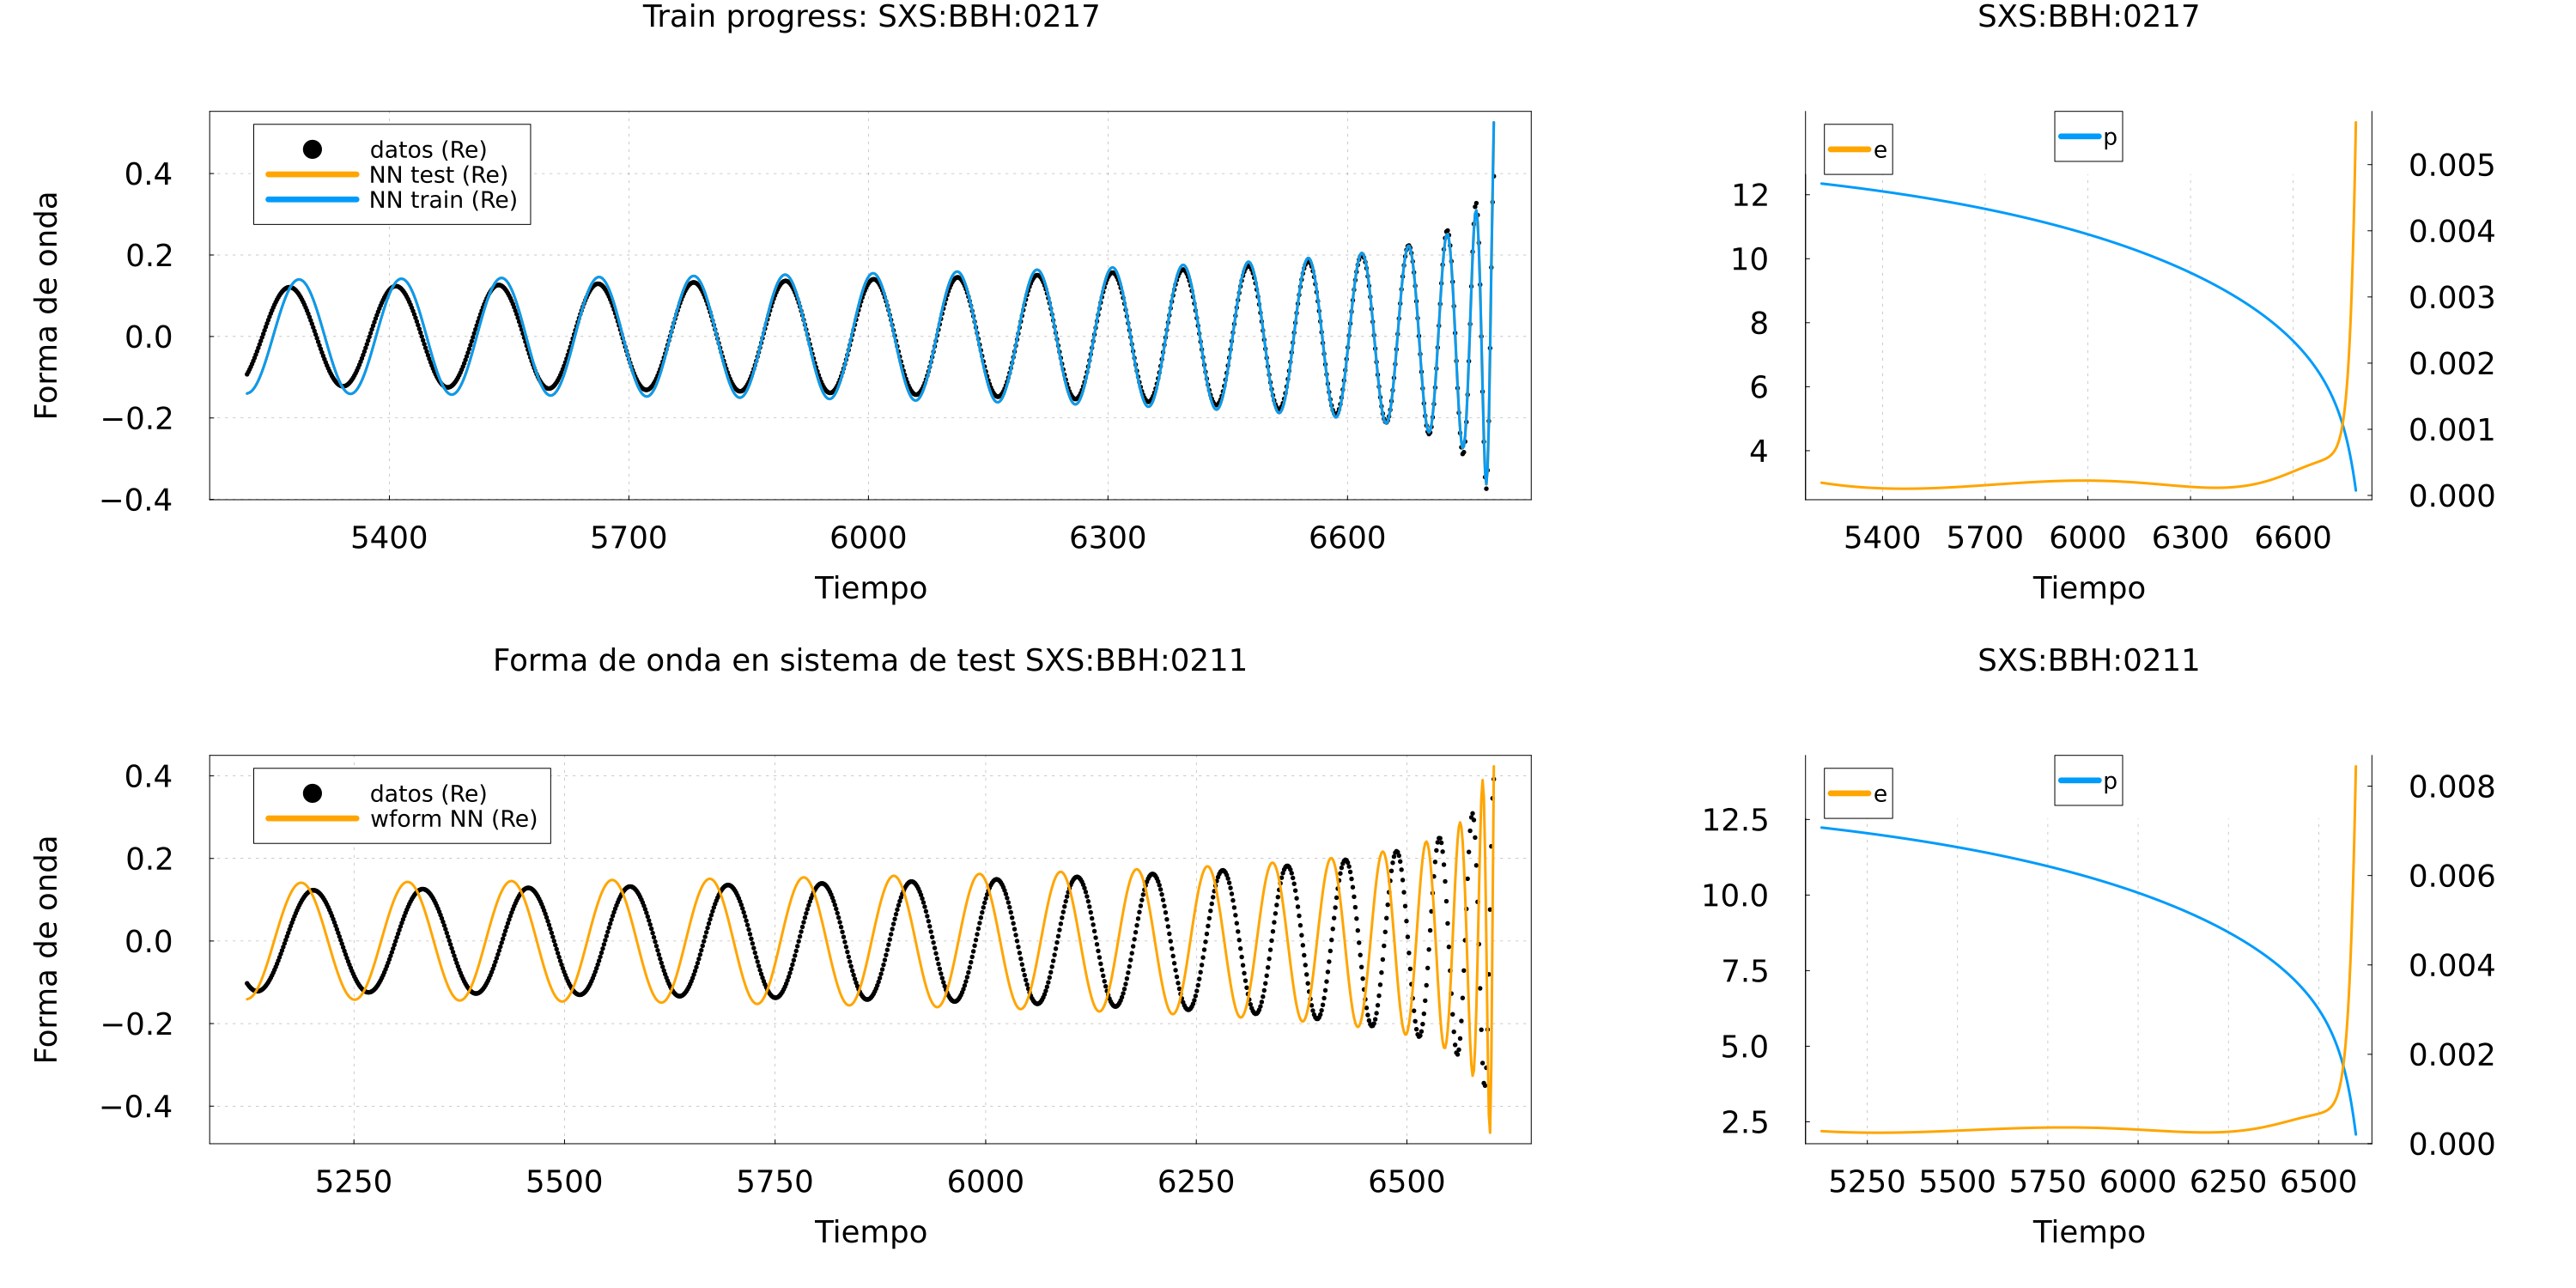 Train progress: SXS:BBH:0217
datos (Re)
NN test (Re)
NN train (Re)
Forma de onda
0.4
0.2
0.0
−0.2
−0.4
5400 5700 6000 6300 6600
Tiempo
SXS:BBH:0217
e
p
12
10
8
6
4
0.005
0.004
0.003
0.002
0.001
0.000
5400 5700 6000 6300 6600
Tiempo
Forma de onda en sistema de test SXS:BBH:0211
datos (Re)
wform NN (Re)
Forma de onda
0.4
0.2
0.0
−0.2
−0.4
5250 5500 5750 6000 6250 6500
Tiempo
SXS:BBH:0211
e
p
12.5
10.0
7.5
5.0
2.5
0.008
0.006
0.004
0.002
0.000
5250 5500 5750 6000 6250 6500
Tiempo